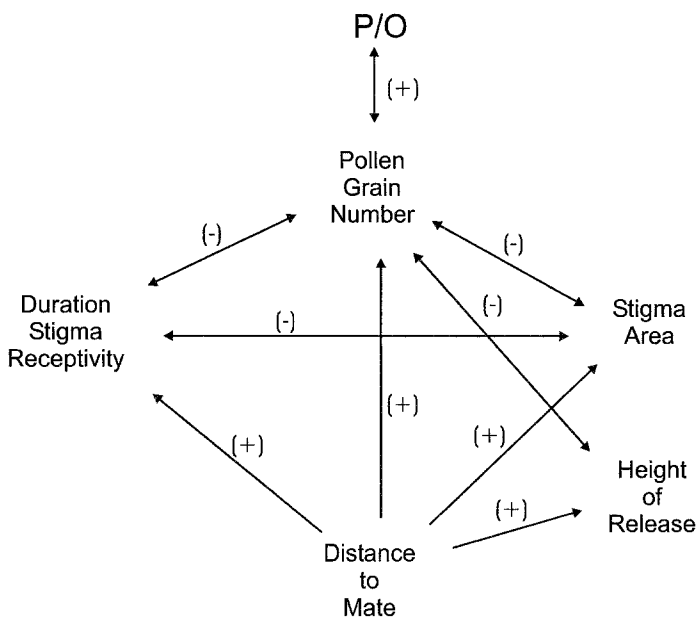 P/O
(+)
Pollen
Grain
Number
(-)
(-)
Duration
Stigma
Receptivity
(-)
(-)
Stigma
Area
(+)
(+)
(+)
(+)
Height
of
Release
Distance
to
Mate